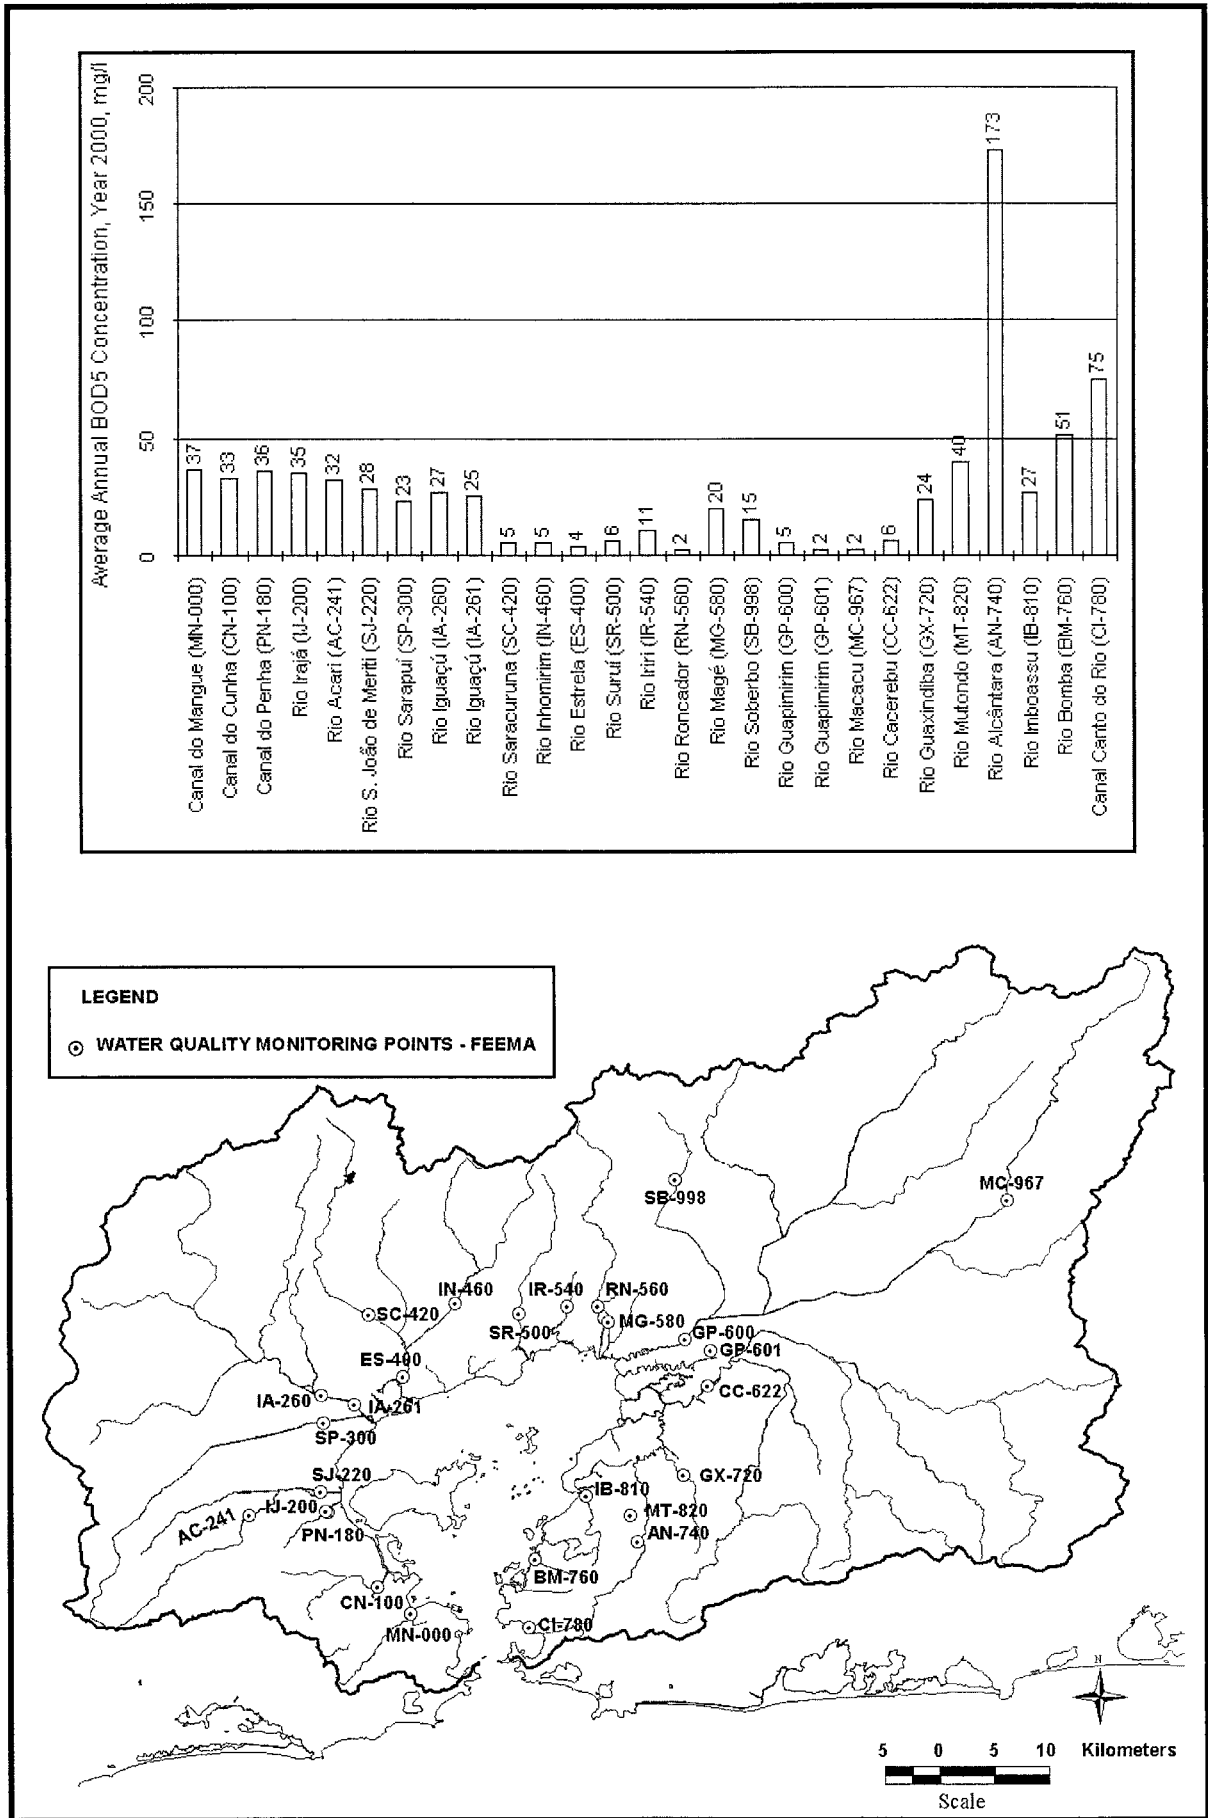 Average Annual BOD5 Concentration, Year 2000, mg/l
200
150
100
50
0
37
33
36
35
32
28
23
27
25
5
5
4
6
11
2
20
15
5
2
2
6
24
40
173
27
51
75
Canal do Mangue (MN-000)
Canal do Cunha (CN-100)
Canal do Penha (PN-180)
Rio Irajá (IJ-200)
Rio Acari (AC-241)
Rio S. João de Meriti (SJ-220)
Rio Sarapuí (SP-300)
Rio Iguaçú (IA-260)
Rio Iguaçú (IA-261)
Rio Saracuruna (SC-420)
Rio Inhomirim (IN-460)
Rio Estrela (ES-400)
Rio Suruí (SR-500)
Rio Iriri (IR-540)
Rio Roncador (RN-560)
Rio Magé (MG-580)
Rio Soberbo (SB-998)
Rio Guapimirim (GP-600)
Rio Guapimirim (GP-601)
Rio Macacu (MC-967)
Rio Cacerebu (CC-622)
Rio Guaxindiba (GX-720)
Rio Mutondo (MT-820)
Rio Alcântara (AN-740)
Rio Imboassu (IB-810)
Rio Bomba (BM-760)
Canal Canto do Rio (CI-780)
LEGEND
WATER QUALITY MONITORING POINTS - FEEMA
SB-998
MC-967
IN-460
IR-540
RN-560
SC-420
MG-580
SR-500
GP-600
GP-601
ES-400
CC-622
IA-260
IA-261
SP-300
SJ-220
GX-720
IB-810
IJ-200
MT-820
AC-241
PN-180
AN-740
BM-760
CN-100
CI-780
MN-000
N
5 0 5 10 Kilometers
Scale